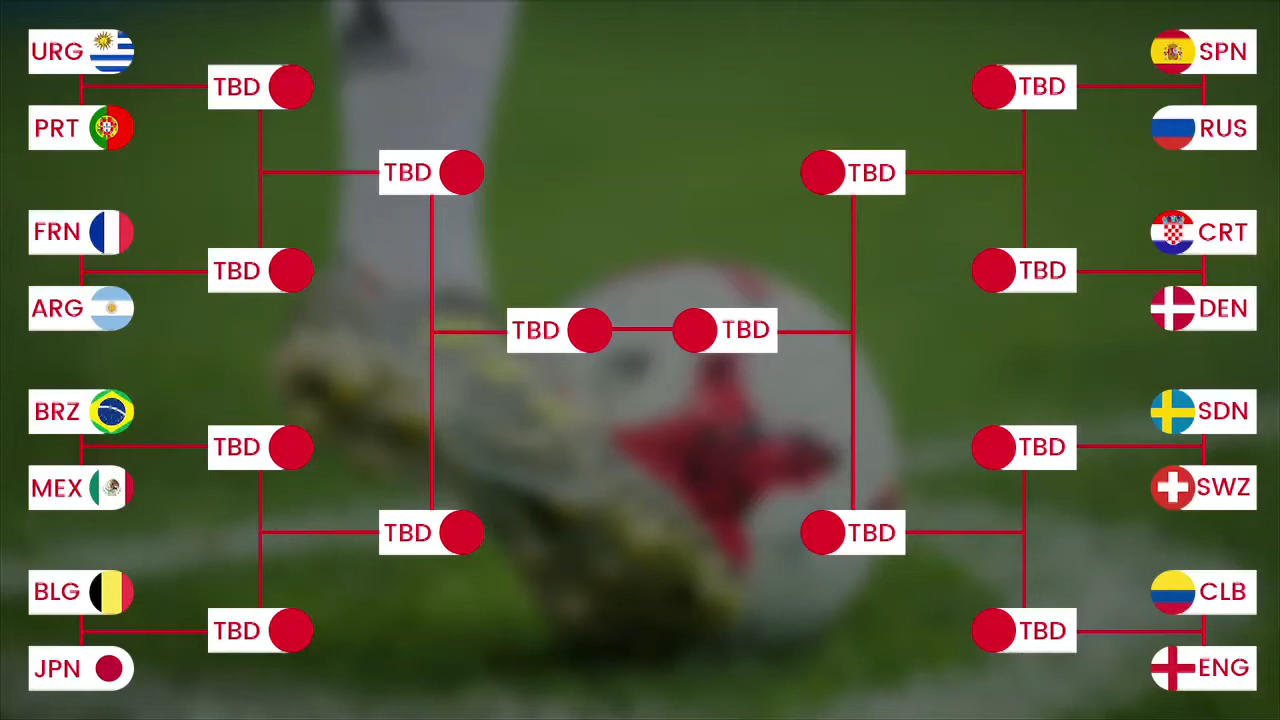 URG
PRT
FRN
ARG
BRZ
MEX
BLG
JPN
TBD
TBD
TBD
TBD
TBD
TBD
TBD
TBD
TBD
TBD
TBD
TBD
TBD
TBD
SPN
RUS
CRT
DEN
SDN
SWZ
CLB
ENG